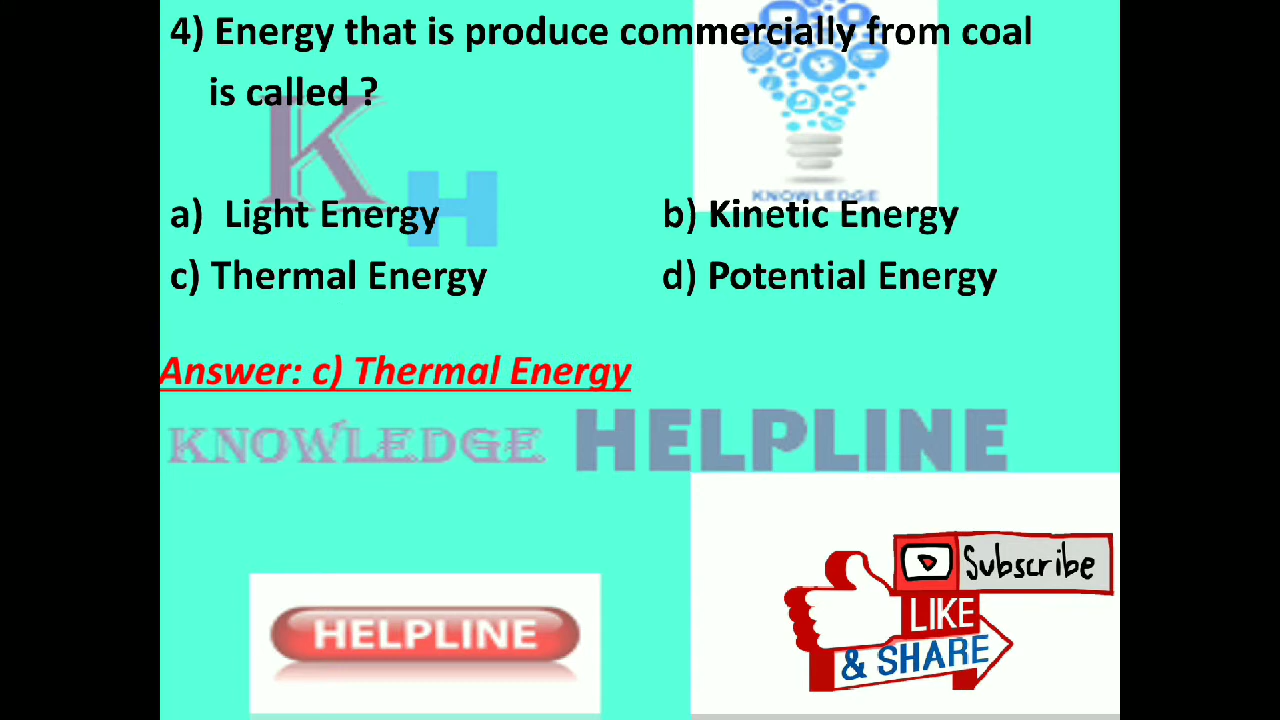 4) Energy that is produce commercially from coal
is called ?
K
H
KNOWLEDGE
a) Light Energy b) Kinetic Energy
c) Thermal Energy d) Potential Energy
Answer: c) Thermal Energy
KNOWLEDGE HELPLINE
Subscribe
LIKE
& SHARE
HELPLINE